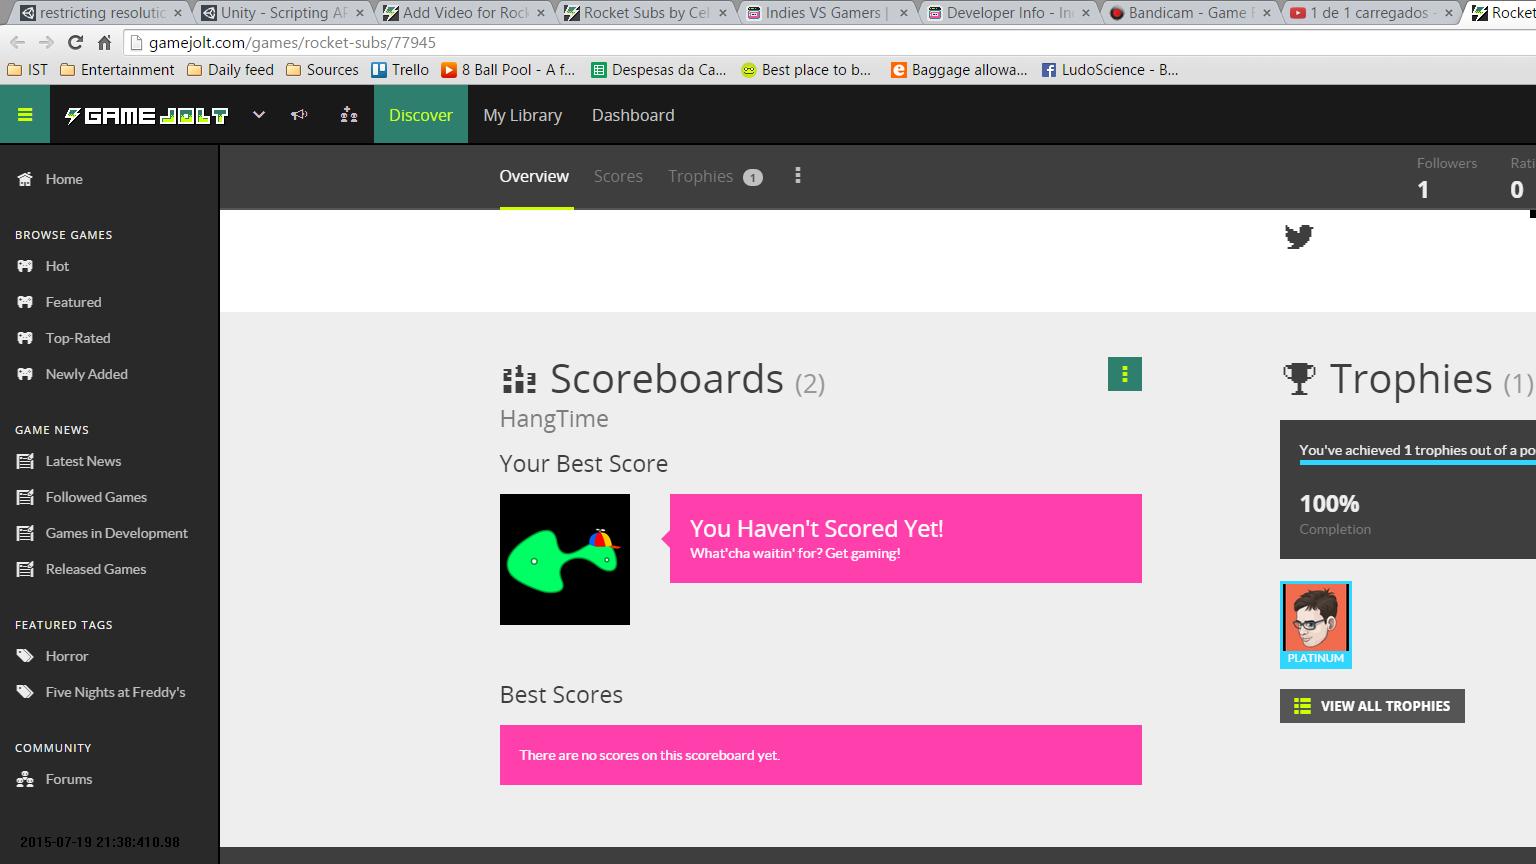 restricting resolutic
Unity - Scripting AP
Add Video for Rock
Rocket Subs by Cel
Indies VS Gamers |
Developer Info - In
Bandicam - Game R
1 de 1 carregados -
Rocket
gamejolt.com/games/rocket-subs/77945
IST Entertainment Daily feed Sources Trello 8 Ball Pool - A f... Despesas da Ca... Best place to b... Baggage allowa... LudoScience - B...
GAME JOLT Discover My Library Dashboard
Home
BROWSE GAMES
Hot
Featured
Top-Rated
Newly Added
GAME NEWS
Latest News
Followed Games
Games in Development
Released Games
FEATURED TAGS
Horror
Five Nights at Freddy's
COMMUNITY
Forums
2015-07-19 21:38:410.98
Overview Scores Trophies 1
Followers
1
Rati
0
Scoreboards (2)
HangTime
Your Best Score
You Haven't Scored Yet!
What'cha waitin' for? Get gaming!
Best Scores
There are no scores on this scoreboard yet.
Trophies (1)
You've achieved 1 trophies out of a po
100%
Completion
PLATINUM
VIEW ALL TROPHIES